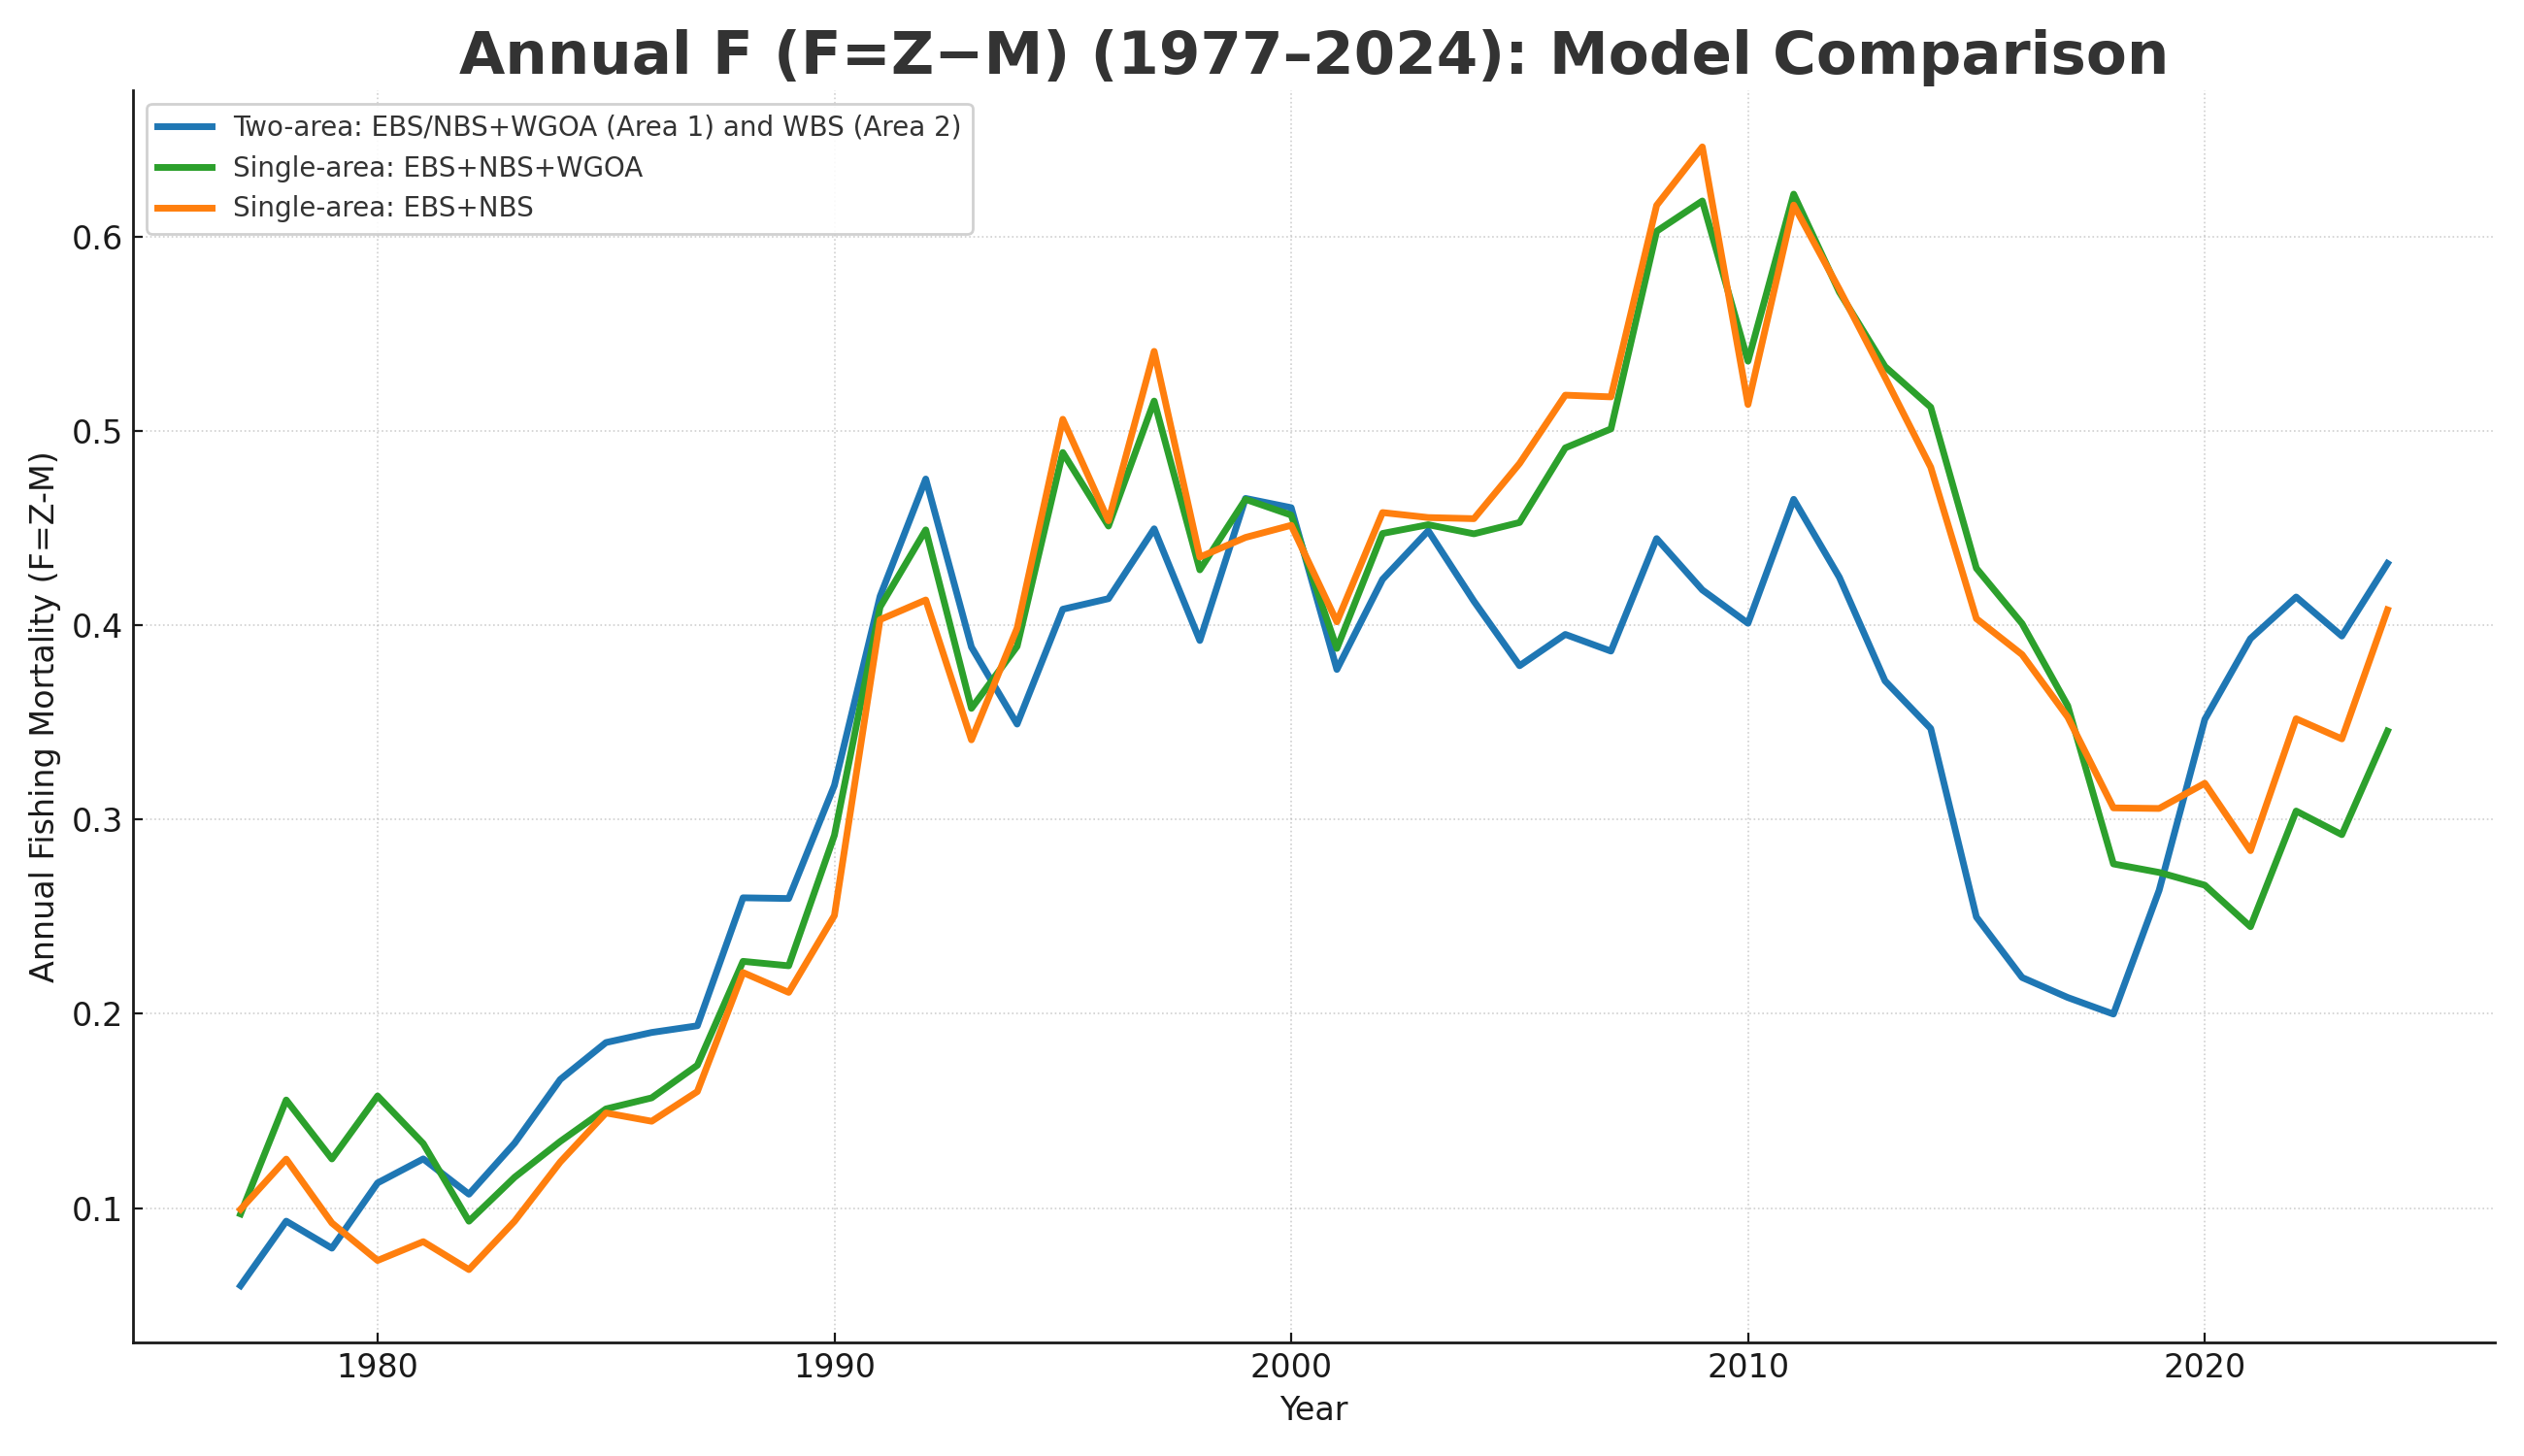 Annual F (F=Z−M) (1977–2024): Model Comparison
Two-area: EBS/NBS+WGOA (Area 1) and WBS (Area 2)
Single-area: EBS+NBS+WGOA
Single-area: EBS+NBS
Annual Fishing Mortality (F=Z-M)
0.6
0.5
0.4
0.3
0.2
0.1
1980 1990 2000 2010 2020
Year